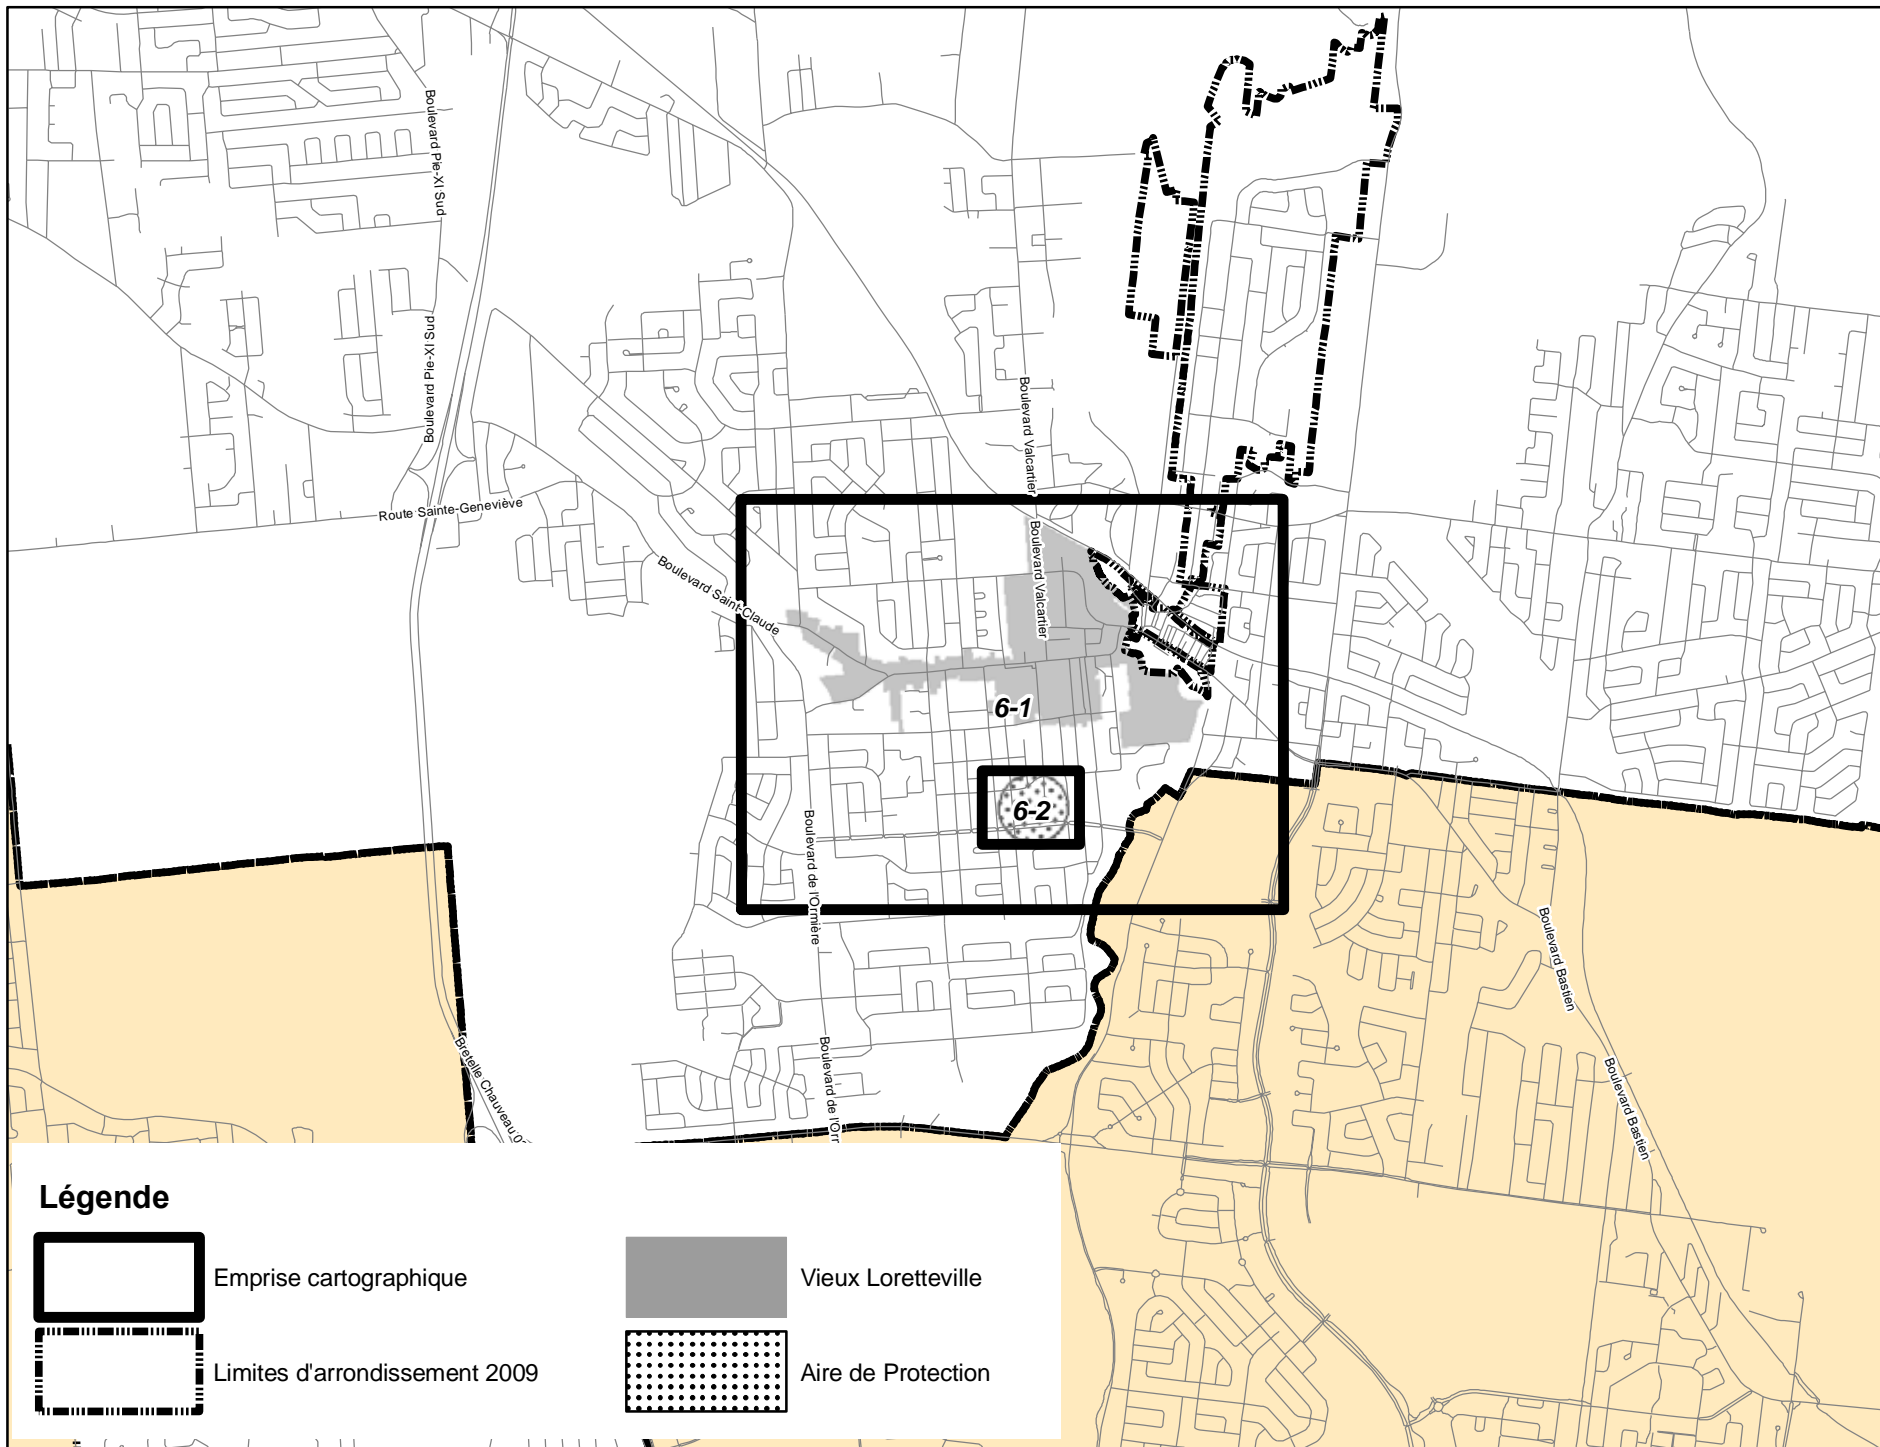 Boulevard Pie-XI Sud
Boulevard Pie-XI Sud
Boulevard Valcartier
Route Sainte-Geneviève
Boulevard Saint-Claude
Boulevard Valcartier
6-1
6-2
Boulevard de l'Ormière
Boulevard Bastien
Boulevard de l'Orr
Bretelle Chauveau
Boulevard Bastien
Légende
Emprise cartographique
Vieux Loretteville
Limites d'arrondissement 2009
Aire de Protection